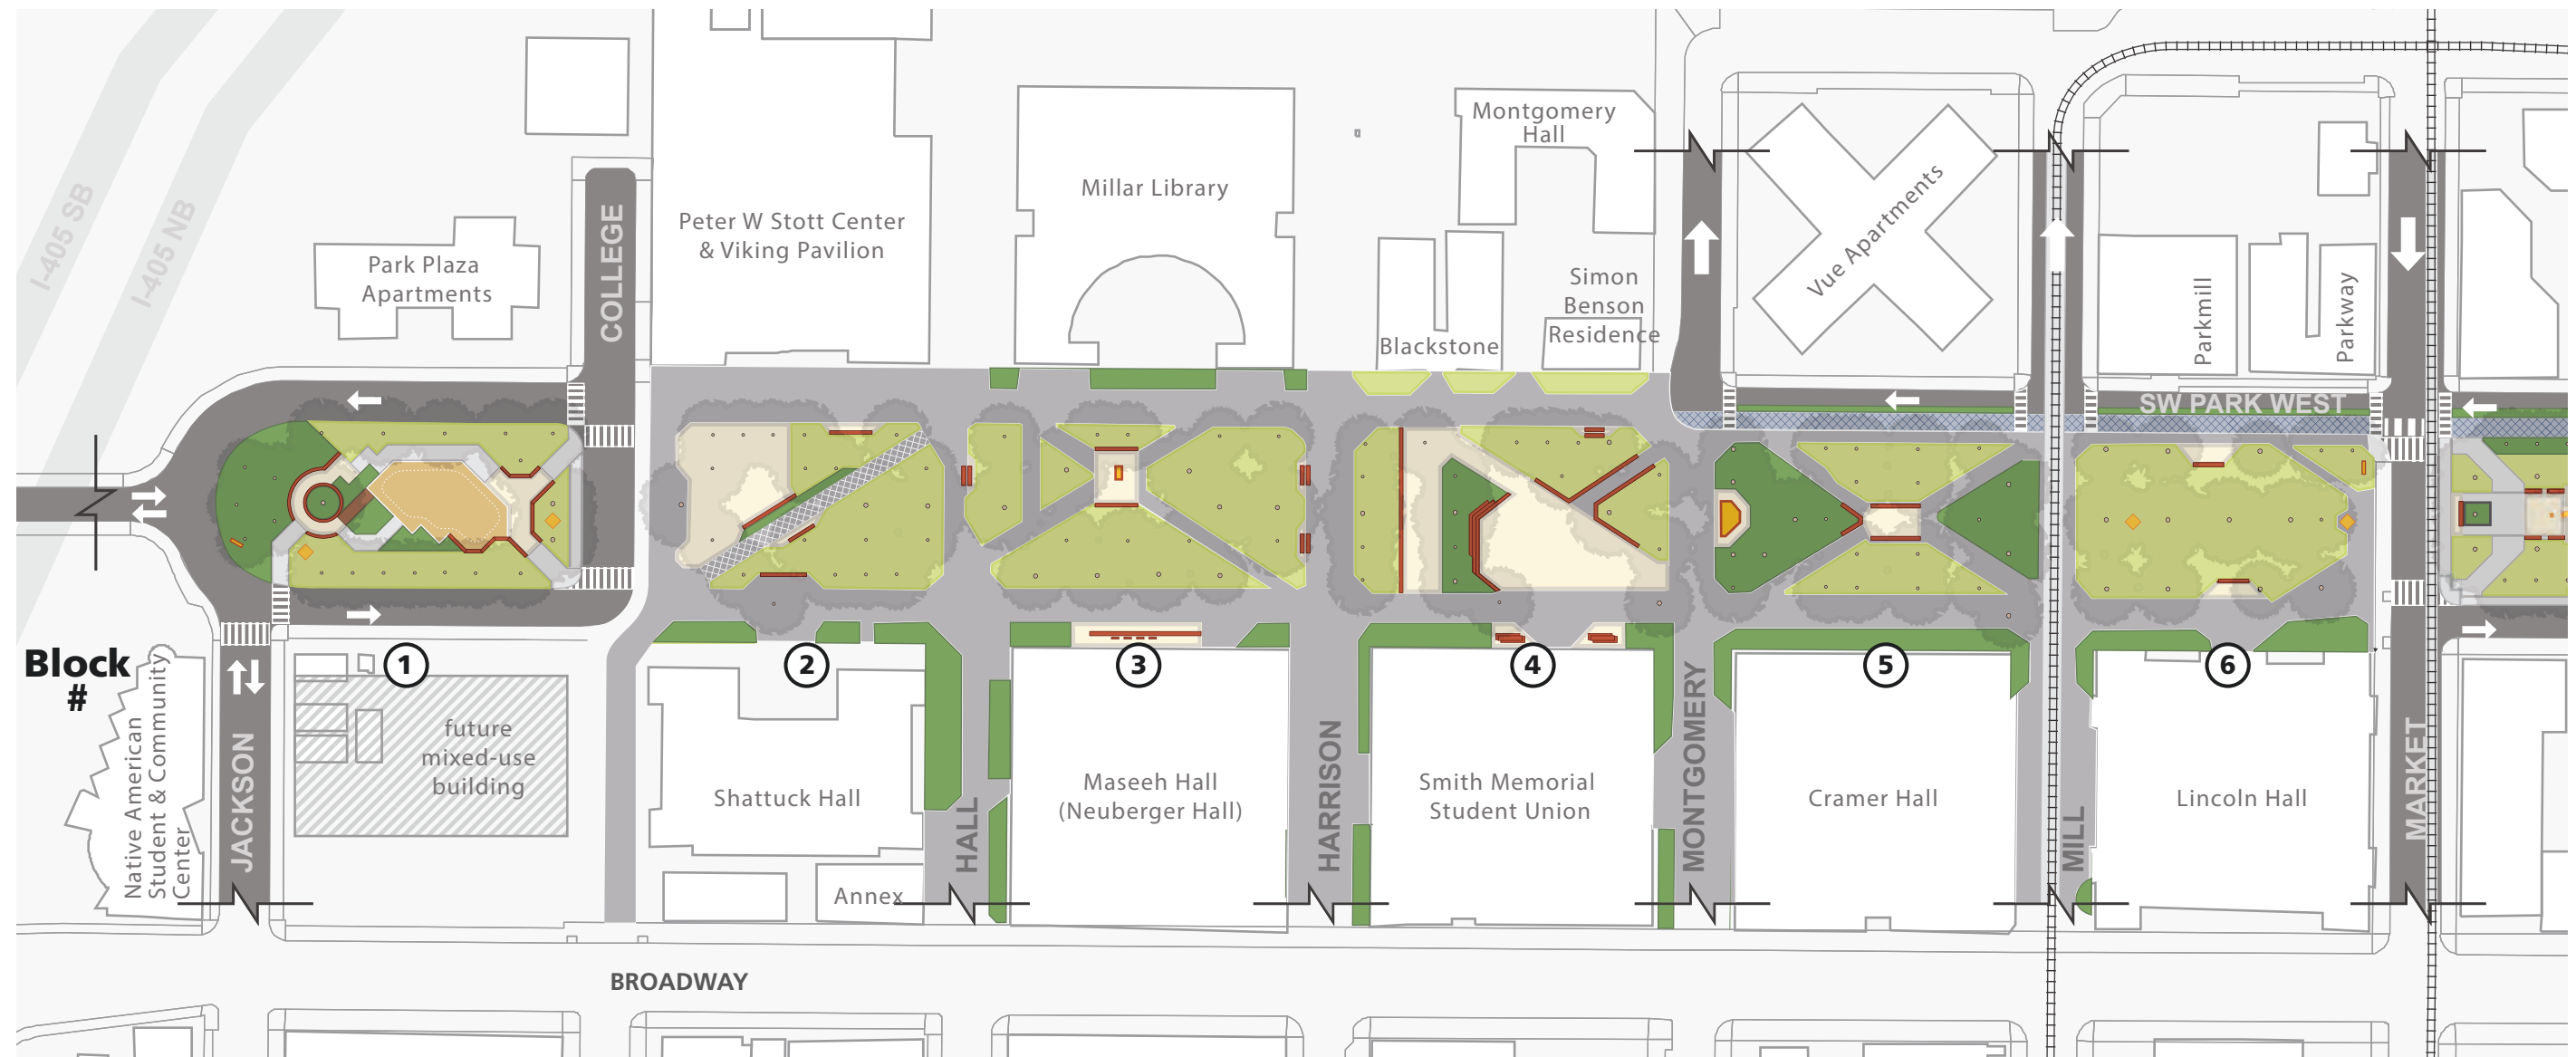 I-405 SB
I-405 NB
Park Plaza
Apartments
COLLEGE
Peter W Stott Center
& Viking Pavilion
Millar Library
Montgomery
Hall
Blackstone
Simon
Benson
Residence
Vue Apartments
Parkmill
Parkway
SW PARK WEST
Block
#
1
2
3
4
5
6
Native American
Student & Community
Center
JACKSON
future
mixed-use
building
Shattuck Hall
Annex
HALL
Maseeh Hall
(Neuberger Hall)
HARRISON
Smith Memorial
Student Union
MONTGOMERY
Cramer Hall
MILL
Lincoln Hall
MARKET
BROADWAY